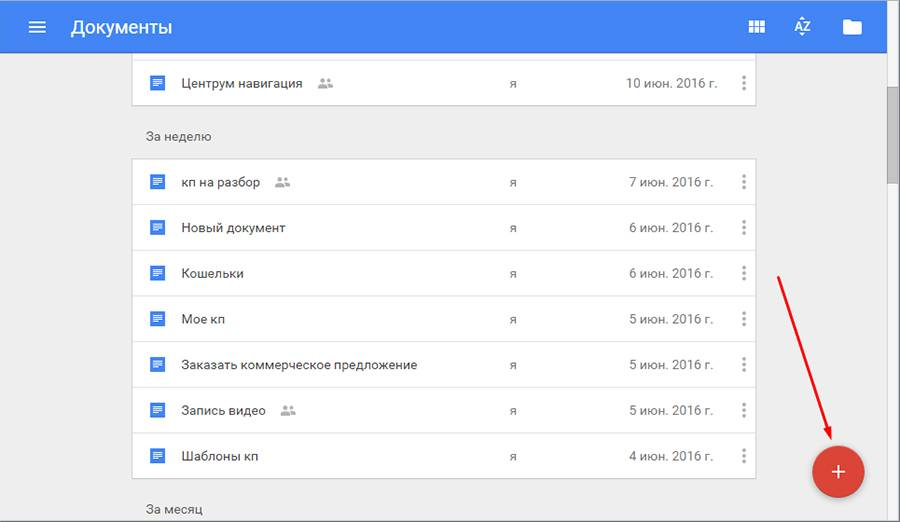 Документы
AZ
Центрум навигация я 10 июн. 2016 г.
За неделю
кп на разбор я 7 июн. 2016 г.
Новый документ я 6 июн. 2016 г.
Кошельки я 6 июн. 2016 г.
Мое кп я 5 июн. 2016 г.
Заказать коммерческое предложение я 5 июн. 2016 г.
Запись видео я 5 июн. 2016 г.
Шаблоны кп я 4 июн. 2016 г.
За месяц